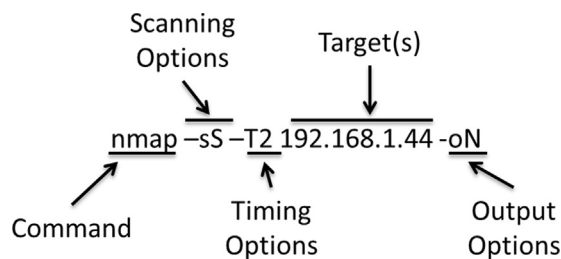 Scanning
Options
Target(s)
nmap –sS –T2 192.168.1.44 -oN
Command
Timing
Options
Output
Options